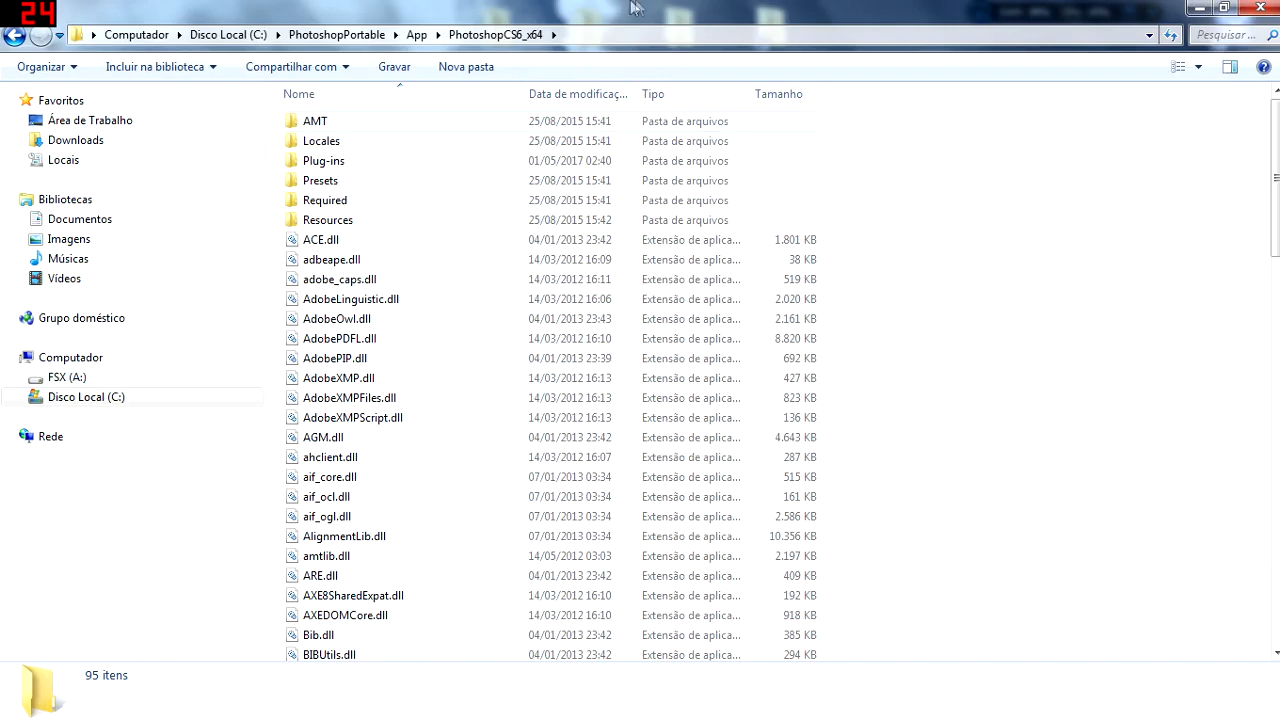 24
Computador Disco Local (C:) PhotoshopPortable App PhotoshopCS6_x64 Pesquisar ...
Organizar Incluir na biblioteca Compartilhar com Gravar Nova pasta
Nome Data de modificaç... Tipo Tamanho
Favoritos
Área de Trabalho
Downloads
Locais
Bibliotecas
Documentos
Imagens
Músicas
Vídeos
Grupo doméstico
Computador
FSX (A:)
Disco Local (C:)
Rede
AMT 25/08/2015 15:41 Pasta de arquivos
Locales 25/08/2015 15:41 Pasta de arquivos
Plug-ins 01/05/2017 02:40 Pasta de arquivos
Presets 25/08/2015 15:41 Pasta de arquivos
Required 25/08/2015 15:41 Pasta de arquivos
Resources 25/08/2015 15:42 Pasta de arquivos
ACE.dll 04/01/2013 23:42 Extensão de aplica... 1.801 KB
adbeape.dll 14/03/2012 16:09 Extensão de aplica... 38 KB
adobe_caps.dll 14/03/2012 16:11 Extensão de aplica... 519 KB
AdobeLinguistic.dll 14/03/2012 16:06 Extensão de aplica... 2.020 KB
AdobeOwl.dll 04/01/2013 23:43 Extensão de aplica... 2.161 KB
AdobePDFL.dll 14/03/2012 16:10 Extensão de aplica... 8.820 KB
AdobePIP.dll 04/01/2013 23:39 Extensão de aplica... 692 KB
AdobeXMP.dll 14/03/2012 16:13 Extensão de aplica... 427 KB
AdobeXMPFiles.dll 14/03/2012 16:13 Extensão de aplica... 823 KB
AdobeXMPScript.dll 14/03/2012 16:13 Extensão de aplica... 136 KB
AGM.dll 04/01/2013 23:42 Extensão de aplica... 4.643 KB
ahclient.dll 14/03/2012 16:07 Extensão de aplica... 287 KB
aif_core.dll 07/01/2013 03:34 Extensão de aplica... 515 KB
aif_ocl.dll 07/01/2013 03:34 Extensão de aplica... 161 KB
aif_ogl.dll 07/01/2013 03:34 Extensão de aplica... 2.586 KB
AlignmentLib.dll 07/01/2013 03:34 Extensão de aplica... 10.356 KB
amtlib.dll 14/05/2012 03:03 Extensão de aplica... 2.197 KB
ARE.dll 04/01/2013 23:42 Extensão de aplica... 409 KB
AXE8SharedExpat.dll 14/03/2012 16:10 Extensão de aplica... 192 KB
AXEDOMCore.dll 14/03/2012 16:10 Extensão de aplica... 918 KB
Bib.dll 04/01/2013 23:42 Extensão de aplica... 385 KB
BIBUtils.dll 04/01/2013 23:42 Extensão de aplica... 294 KB
95 itens